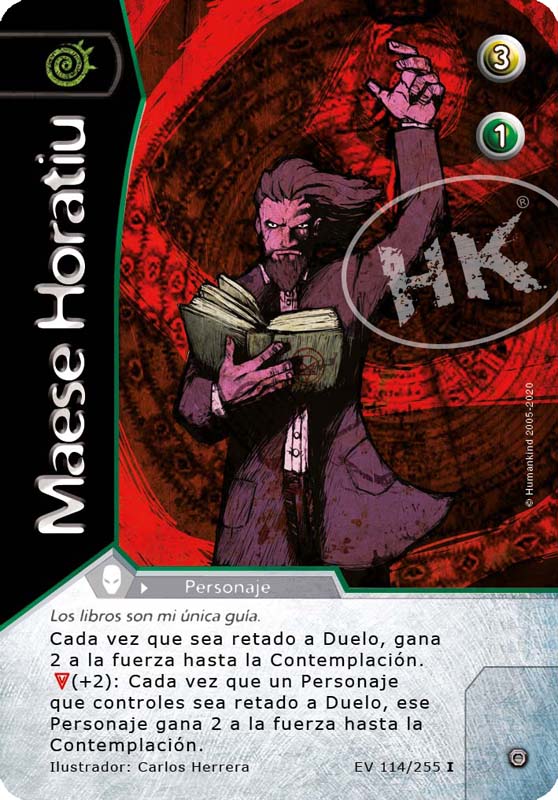 Maese Horatiu
3
1
HK®
© Humankind 2005-2020
Personaje
Los libros son mi única guía.
Cada vez que sea retado a Duelo, gana
2 a la fuerza hasta la Contemplación.
(+2): Cada vez que un Personaje
que controles sea retado a Duelo, ese
Personaje gana 2 a la fuerza hasta la
Contemplación.
Ilustrador: Carlos Herrera
EV 114/255 I